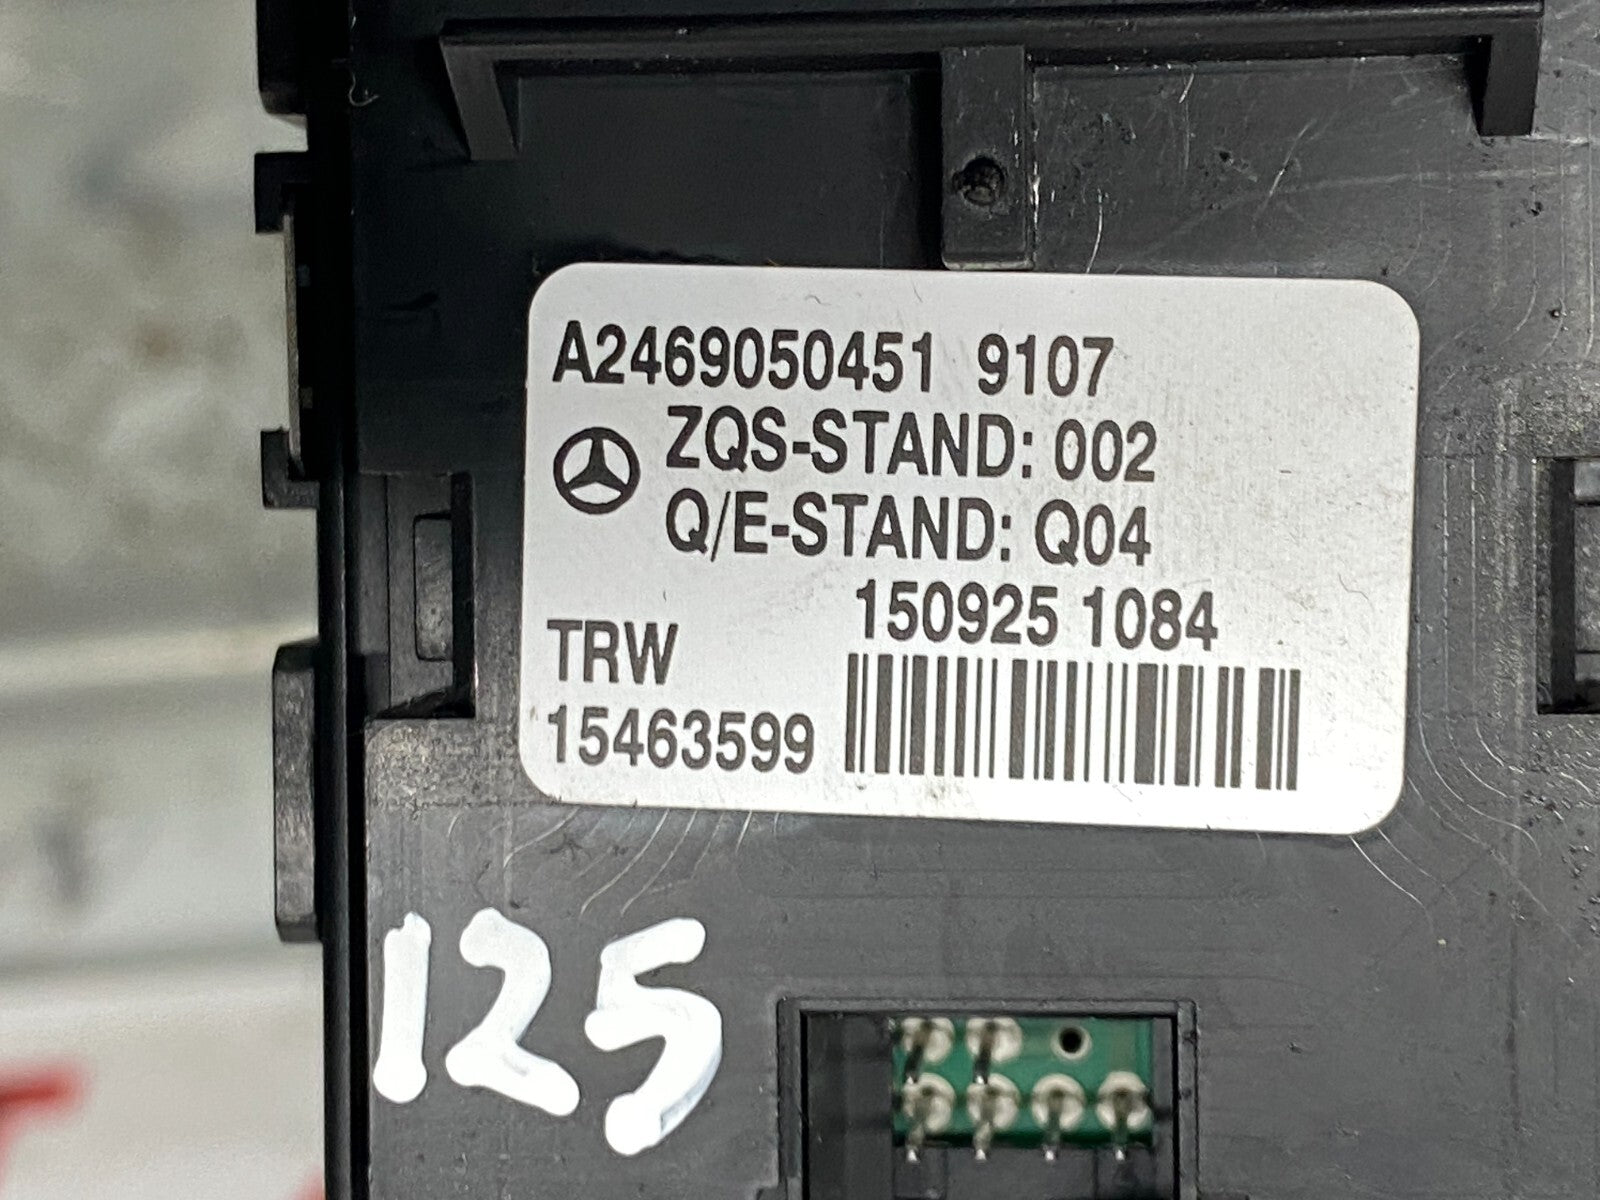 A2469050451 9107
ZQS-STAND: 002
Q/E-STAND: Q04
150925 1084
TRW
15463599
125